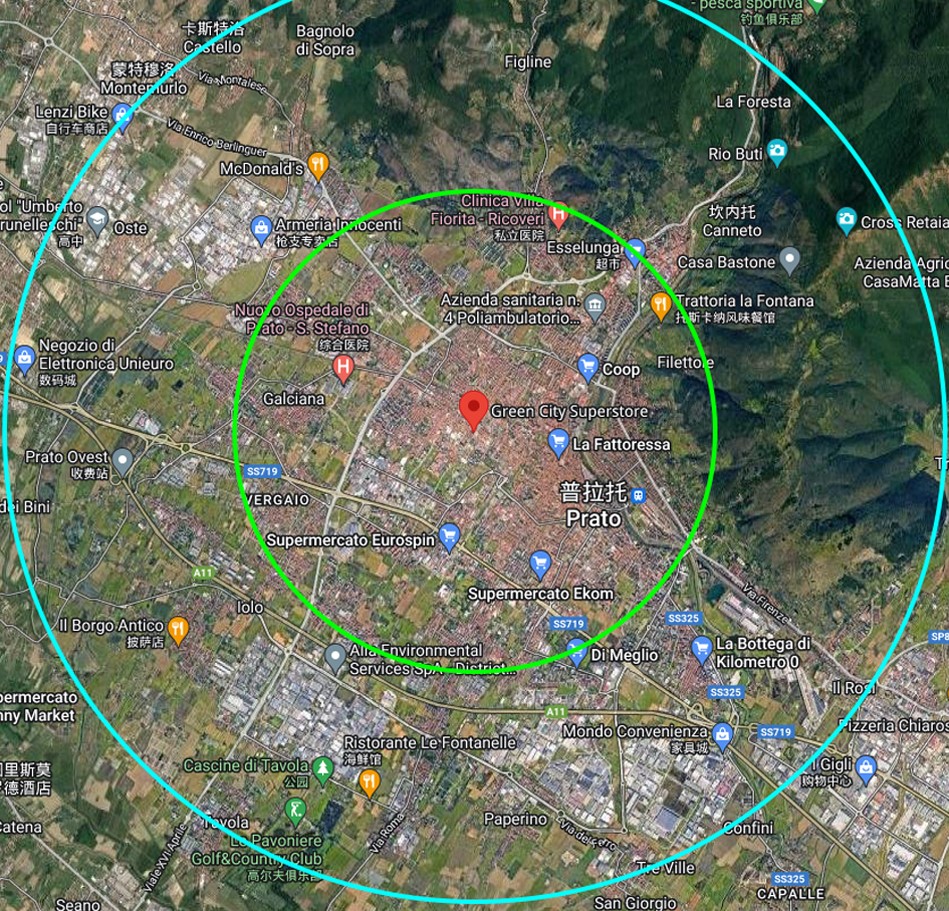 - pesca sportiva
钓鱼俱乐部
卡斯特洛
Castello
Bagnolo
di Sopra
Figline
蒙特穆洛
Montemurlo
Via Montalese
La Foresta
Lenzi Bike
自行车商店
Via Enrico Berlinguer
McDonald's
Rio Buti
ol "Umberto
runelleschi"
高中
Oste
Armeria Innocenti
枪支专卖店
Clinica Villa
Fiorita - Ricoveri
私立医院
坎内托
Canneto
Cross Retaia
Esselunga
超市
Casa Bastone
Azienda Agric
CasaMatta B
Nuovo Ospedale di
Prato - S. Stefano
综合医院
Azienda sanitaria n.
4 Poliambulatorio...
Trattoria la Fontana
托斯卡纳风味餐馆
Negozio di
Elettronica Unieuro
数码城
Galciana
Coop
Filettole
Green City Superstore
La Fattoressa
Prato Ovest
收费站
SS719
VERGAIO
普拉托
Prato
dei Bini
Supermercato Eurospin
A11
Supermercato Ekom
Via Firenze
Iolo
Il Borgo Antico
披萨店
SS719
SS325
SP8
Alia Environmental
Services SpA - District...
Di Meglio
La Bottega di
Kilometro 0
permercato
nny Market
SS325
Il Rosi
A11
Mondo Convenienza
家具城
SS719
Pizzeria Chiaros
Ristorante Le Fontanelle
海鲜馆
Cascine di Tavola
公园
I Gigli
购物中心
里斯莫
德酒店
Catena
Tavola
Le Pavoniere
Golf&Country Club
高尔夫俱乐部
Viale XVI Aprile
Via Roma
Paperino
Via del Ferro
Confini
Tre Ville
SS325
CAPALLE
Seano
San Giorgio